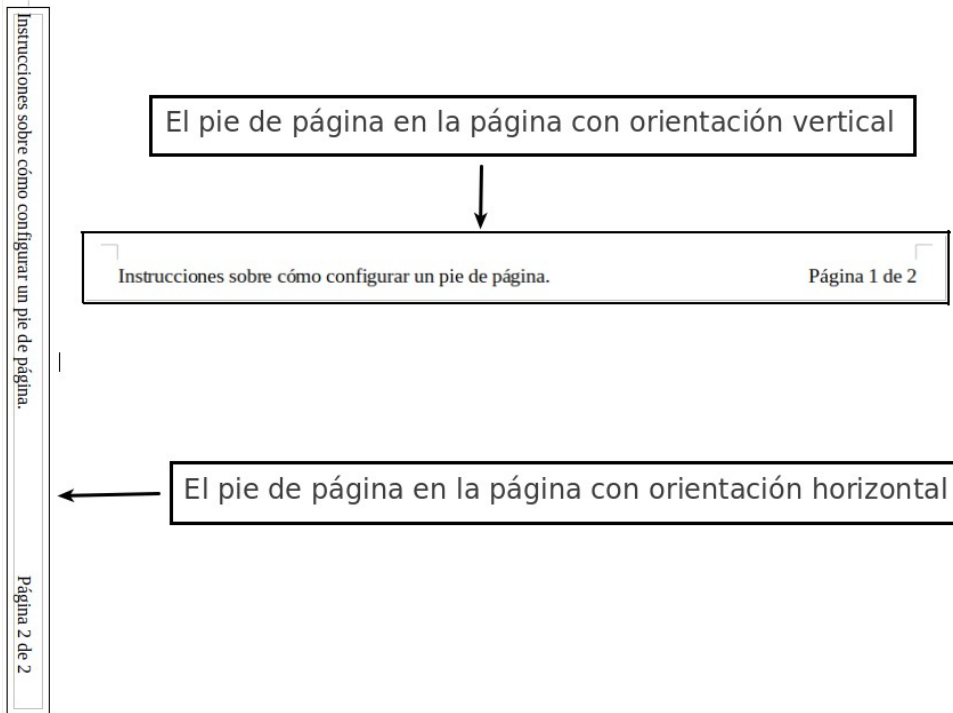 El pie de página en la página con orientación vertical
Instrucciones sobre cómo configurar un pie de página. Página 1 de 2
El pie de página en la página con orientación horizontal
Instrucciones sobre cómo configurar un pie de página. Página 2 de 2